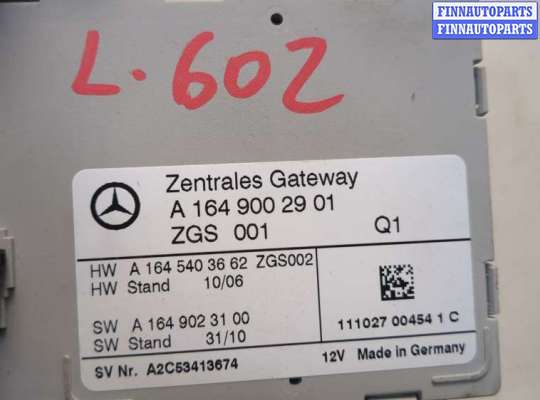 FINNAUTOPARTS
FINNAUTOPARTS
L.602
Zentrales Gateway
A 164 900 29 01
ZGS 001 Q1
HW A 164 540 36 62 ZGS002
HW Stand 10/06
SW A 164 902 31 00
SW Stand 31/10
111027 00454 1 C
SV Nr. A2C53413674
12V Made in Germany